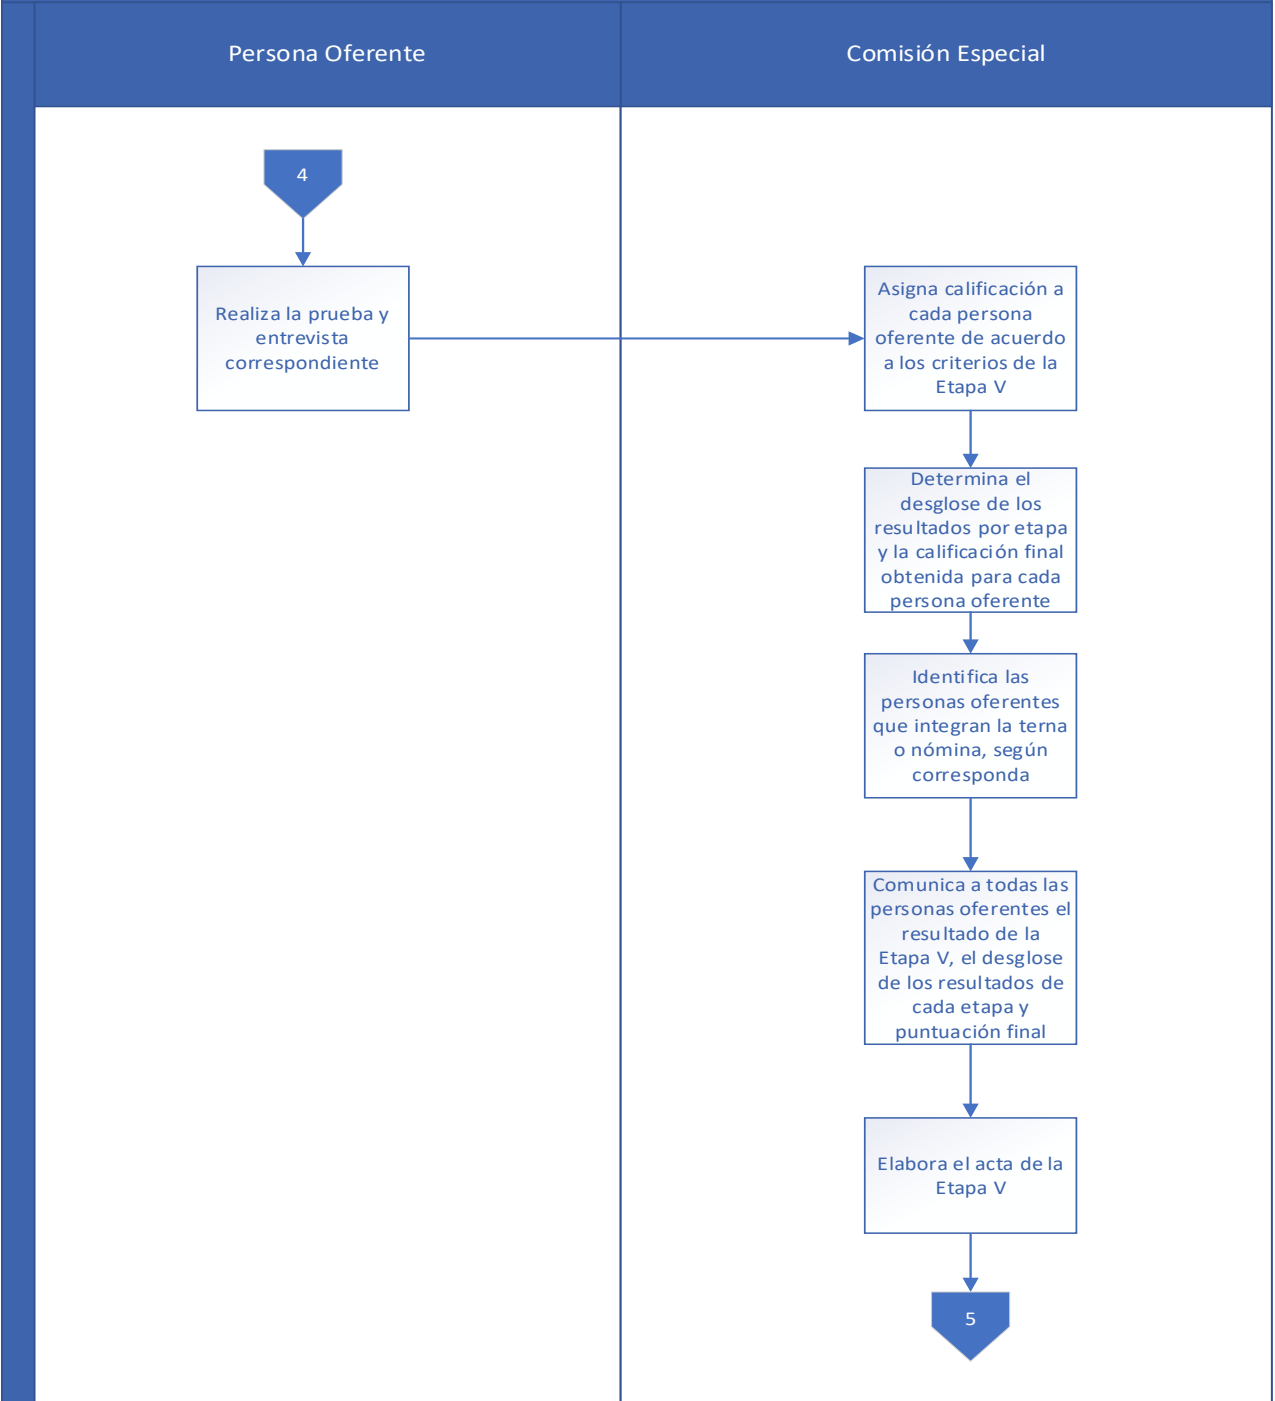 Persona Oferente
Comisión Especial
4
Realiza la prueba y
entrevista
correspondiente
Asigna calificación a
cada persona
oferente de acuerdo
a los criterios de la
Etapa V
Determina el
desglose de los
resultados por etapa
y la calificación final
obtenida para cada
persona oferente
Identifica las
personas oferentes
que integran la terna
o nómina, según
corresponda
Comunica a todas las
personas oferentes el
resultado de la
Etapa V, el desglose
de los resultados de
cada etapa y
puntuación final
Elabora el acta de la
Etapa V
5